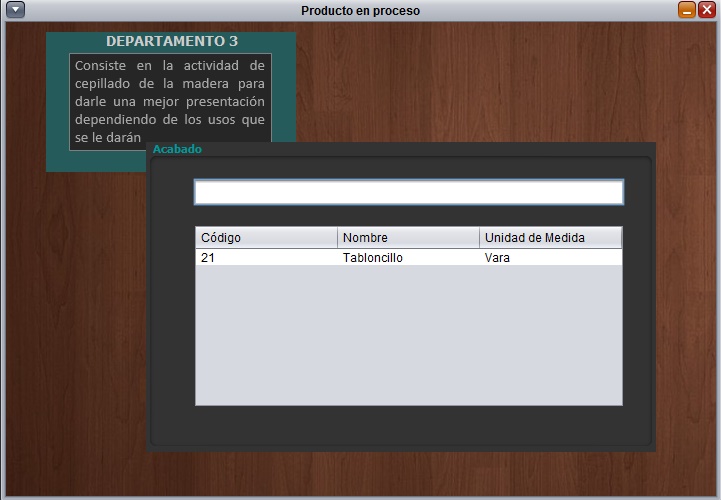 Producto en proceso
DEPARTAMENTO 3
Consiste en la actividad de
cepillado de la madera para
darle una mejor presentación
dependiendo de los usos que
se le darán
Acabado
Código Nombre Unidad de Medida
21 Tabloncillo Vara